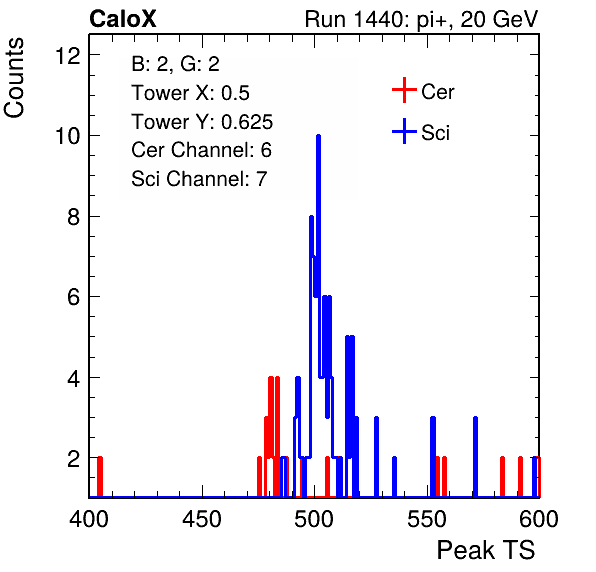 CaloX Run 1440: pi+, 20 GeV
Counts
B: 2, G: 2
Tower X: 0.5
Tower Y: 0.625
Cer Channel: 6
Sci Channel: 7
Cer
Sci
12
10
8
6
4
2
400 450 500 550 600
Peak TS